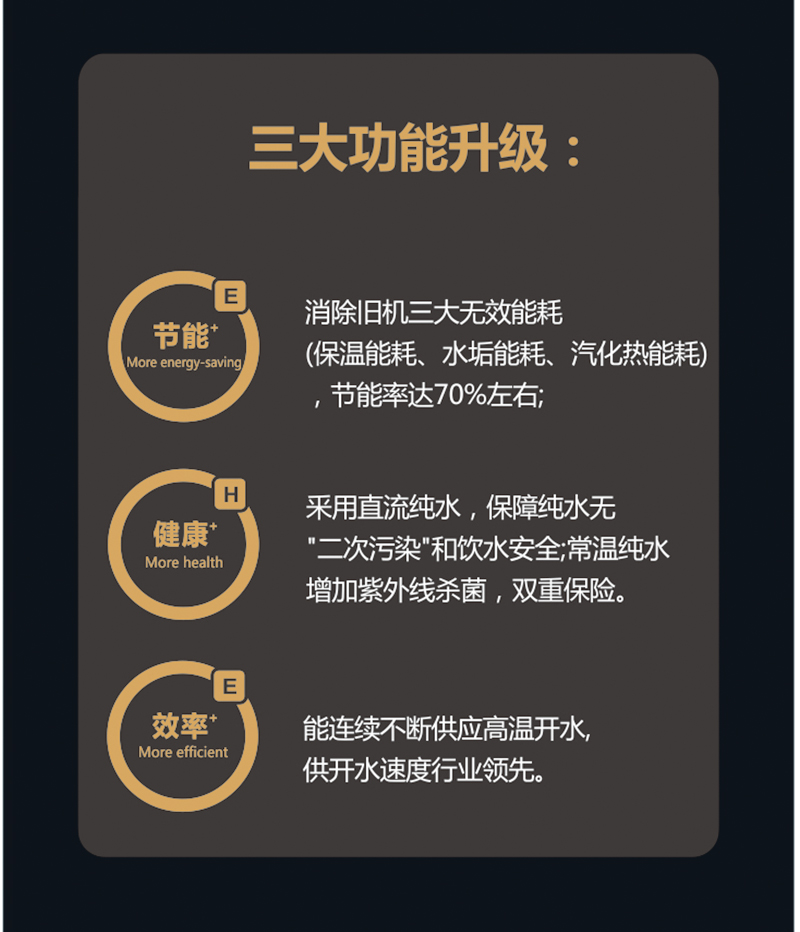 三大功能升级：
E
节能+
More energy-saving
消除旧机三大无效能耗
(保温能耗、水垢能耗、汽化热能耗)
，节能率达70%左右;
H
健康+
More health
采用直流纯水，保障纯水无
"二次污染"和饮水安全;常温纯水
增加紫外线杀菌，双重保险。
E
效率+
More efficient
能连续不断供应高温开水,
供开水速度行业领先。